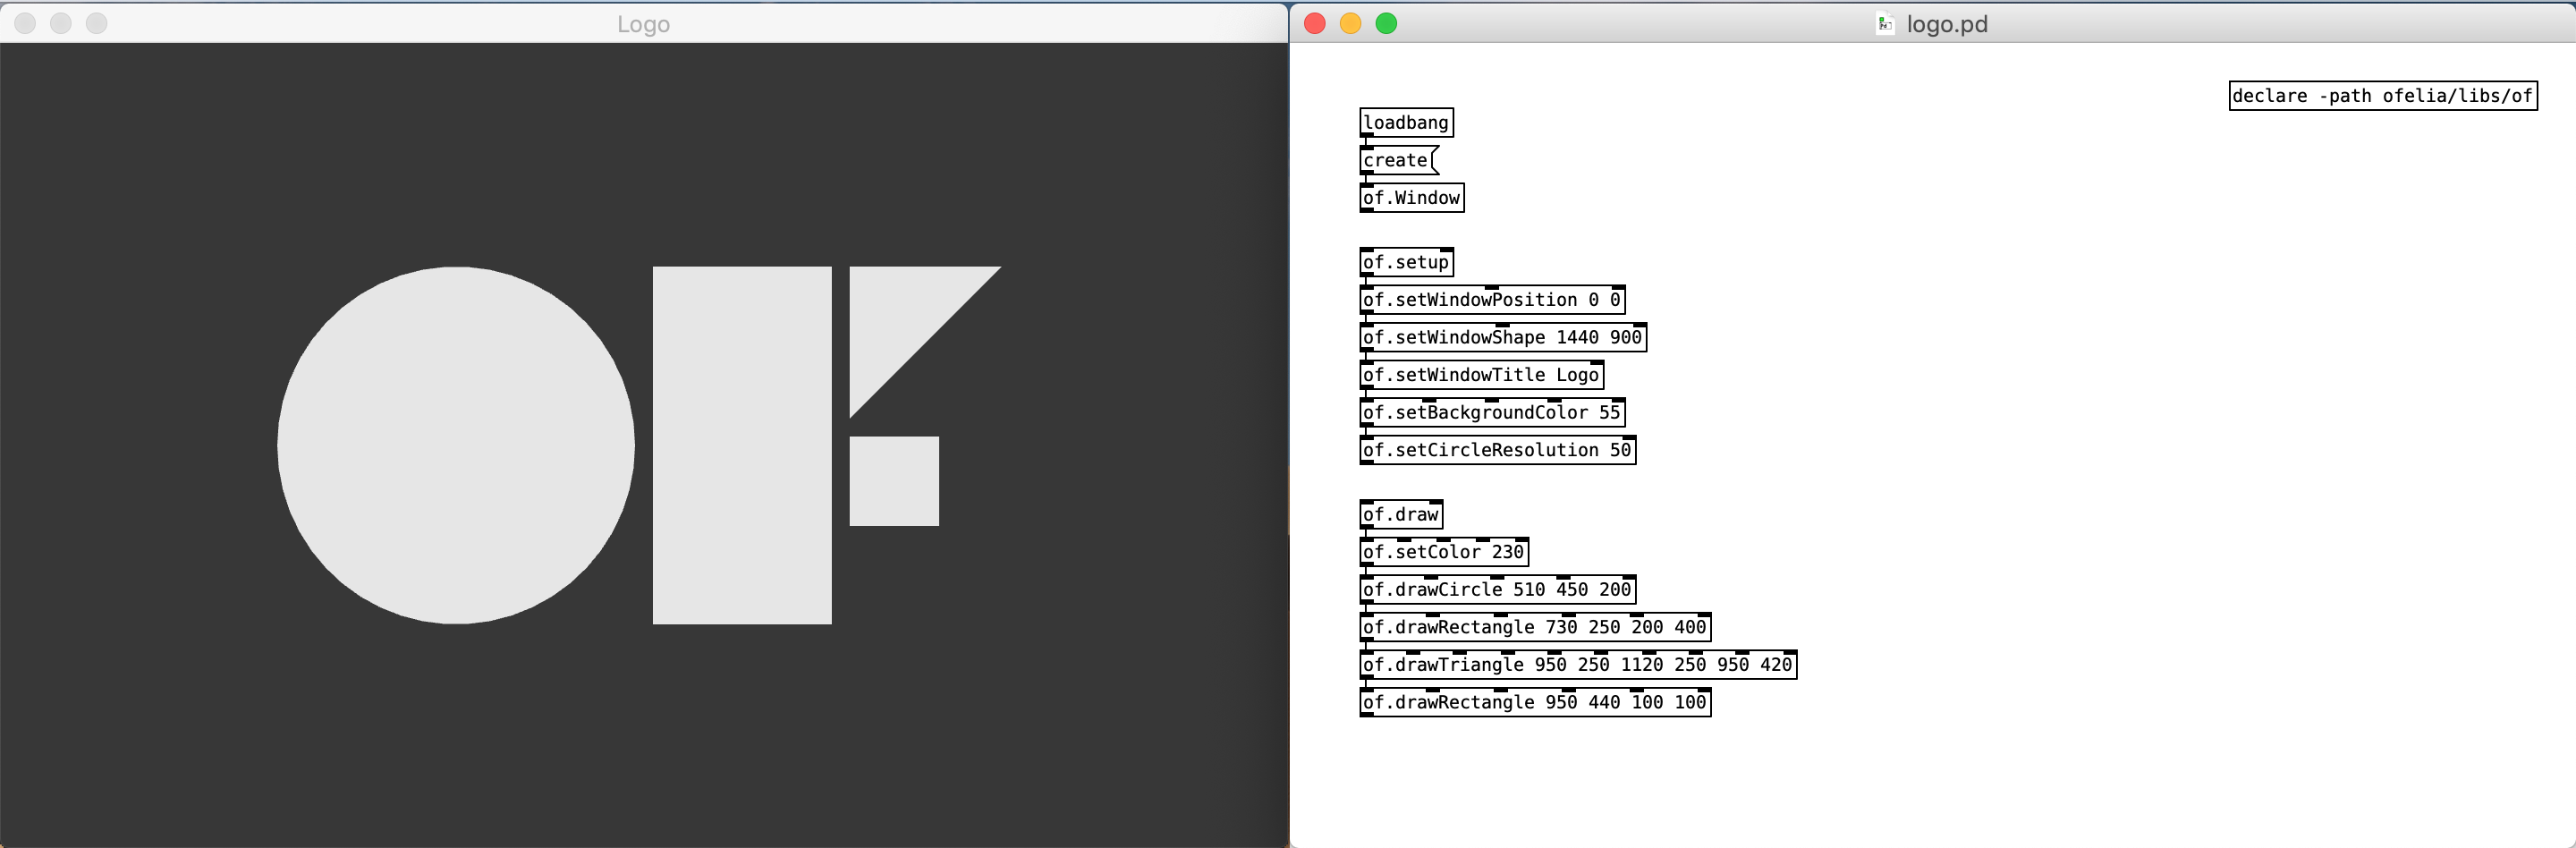 Logo
logo.pd
declare -path ofelia/libs/of
loadbang
create
of.Window
of.setup
of.setWindowPosition 0 0
of.setWindowShape 1440 900
of.setWindowTitle Logo
of.setBackgroundColor 55
of.setCircleResolution 50
of.draw
of.setColor 230
of.drawCircle 510 450 200
of.drawRectangle 730 250 200 400
of.drawTriangle 950 250 1120 250 950 420
of.drawRectangle 950 440 100 100